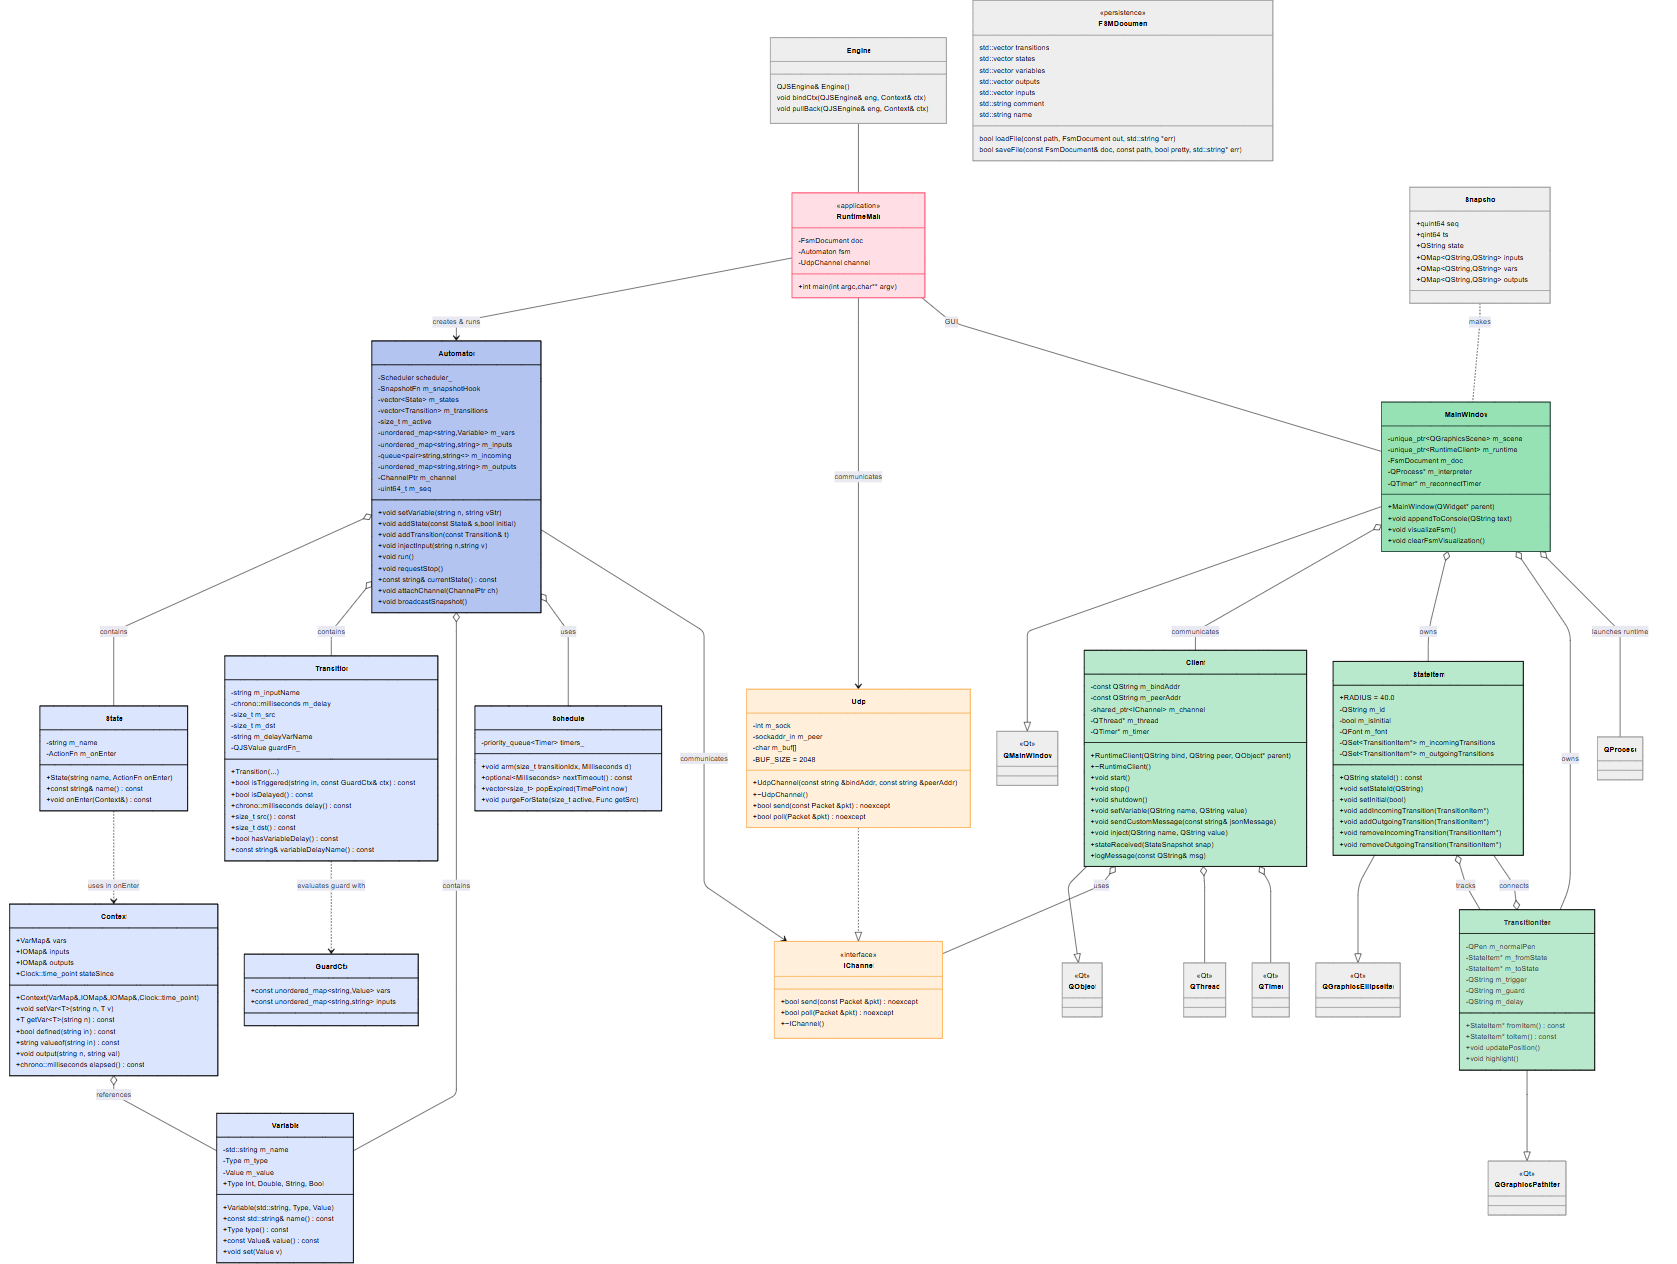 «persistence»
FSMDocumen
std::vector transitions
std::vector states
std::vector variables
std::vector outputs
std::vector inputs
std::string comment
std::string name
bool loadFile(const path, FsmDocument out, std::string *err)
bool saveFile(const FsmDocument& doc, const path, bool pretty, std::string* err)
Engine
QJSEngine& Engine()
void bindCtx(QJSEngine& eng, Context& ctx)
void pullBack(QJSEngine& eng, Context& ctx)
«application»
RuntimeMain
-FsmDocument doc
-Automaton fsm
-UdpChannel channel
+int main(int argc,char** argv)
Snapsho
+quint64 seq
+qint64 ts
+QString state
+QMap<QString,QString> inputs
+QMap<QString,QString> vars
+QMap<QString,QString> outputs
creates & runs
GUI
makes
Automator
-Scheduler scheduler_
-SnapshotFn m_snapshotHook
-vector<State> m_states
-vector<Transition> m_transitions
-size_t m_active
-unordered_map<string,Variable> m_vars
-unordered_map<string,string> m_inputs
-queue<pair>string,string<> m_incoming
-unordered_map<string,string> m_outputs
-ChannelPtr m_channel
-uint64_t m_seq
+void setVariable(string n, string vStr)
+void addState(const State& s,bool initial)
+void addTransition(const Transition& t)
+void injectInput(string n,string v)
+void run()
+void requestStop()
+const string& currentState() : const
+void attachChannel(ChannelPtr ch)
+void broadcastSnapshot()
communicates
MainWindow
-unique_ptr<QGraphicsScene> m_scene
-unique_ptr<RuntimeClient> m_runtime
-FsmDocument m_doc
-QProcess* m_interpreter
-QTimer* m_reconnectTimer
+MainWindow(QWidget* parent)
+void appendToConsole(QString text)
+void visualizeFsm()
+void clearFsmVisualization()
contains
contains
uses
communicates
owns
launches runtime
Transition
-string m_inputName
-chrono::milliseconds m_delay
-size_t m_src
-size_t m_dst
-string m_delayVarName
-QJSValue guardFn_
+Transition(...)
+bool isTriggered(string in, const GuardCtx& ctx) : const
+bool isDelayed() : const
+chrono::milliseconds delay() : const
+size_t src() : const
+size_t dst() : const
+bool hasVariableDelay() : const
+const string& variableDelayName() : const
State
-string m_name
-ActionFn m_onEnter
+State(string name, ActionFn onEnter)
+const string& name() : const
+void onEnter(Context&) : const
Schedule
-priority_queue<Timer> timers_
+void arm(size_t transitionIdx, Milliseconds d)
+optional<Milliseconds> nextTimeout() : const
+vector<size_t> popExpired(TimePoint now)
+void purgeForState(size_t active, Func getSrc)
communicates
Udp
-int m_sock
-sockaddr_in m_peer
-char m_buf[]
-BUF_SIZE = 2048
+UdpChannel(const string &bindAddr, const string &peerAddr)
+~UdpChannel()
+bool send(const Packet &pkt) : noexcept
+bool poll(Packet &pkt) : noexcept
«Qt»
QMainWindow
Client
-const QString m_bindAddr
-const QString m_peerAddr
-shared_ptr<IChannel> m_channel
-QThread* m_thread
-QTimer* m_timer
+RuntimeClient(QString bind, QString peer, QObject* parent)
+~RuntimeClient()
+void start()
+void stop()
+void shutdown()
+void setVariable(QString name, QString value)
+void sendCustomMessage(const string& jsonMessage)
+void inject(QString name, QString value)
+stateReceived(StateSnapshot snap)
+logMessage(const QString& msg)
StateItem
+RADIUS = 40.0
-QString m_id
-bool m_isInitial
-QFont m_font
-QSet<TransitionItem*> m_incomingTransitions
-QSet<TransitionItem*> m_outgoingTransitions
+QString stateId() : const
+void setStateId(QString)
+void setInitial(bool)
+void addIncomingTransition(TransitionItem*)
+void addOutgoingTransition(TransitionItem*)
+void removeIncomingTransition(TransitionItem*)
+void removeOutgoingTransition(TransitionItem*)
owns
QProcess
uses in onEnter
evaluates guard with
contains
uses
tracks
connects
Contex
+VarMap& vars
+IOMap& inputs
+IOMap& outputs
+Clock::time_point stateSince
+Context(VarMap&,IOMap&,IOMap&,Clock::time_point)
+void setVar<T>(string n, T v)
+T getVar<T>(string n) : const
+bool defined(string in) : const
+string valueof(string in) : const
+void output(string n, string val)
+chrono::milliseconds elapsed() : const
GuardCtx
+const unordered_map<string,Value> vars
+const unordered_map<string,string> inputs
«interface»
IChannel
+bool send(const Packet &pkt) : noexcept
+bool poll(Packet &pkt) : noexcept
+~IChannel()
«Qt»
QObject
«Qt»
QThread
«Qt»
QTimer
«Qt»
QGraphicsEllipseIter
TransitionIten
-QPen m_normalPen
-StateItem* m_fromState
-StateItem* m_toState
-QString m_trigger
-QString m_guard
-QString m_delay
+StateItem* fromItem() : const
+StateItem* toItem() : const
+void updatePosition()
+void highlight()
references
Variable
-std::string m_name
-Type m_type
-Value m_value
+Type Int, Double, String, Bool
+Variable(std::string, Type, Value)
+const std::string& name() : const
+Type type() : const
+const Value& value() : const
+void set(Value v)
«Qt»
QGraphicsPathIten